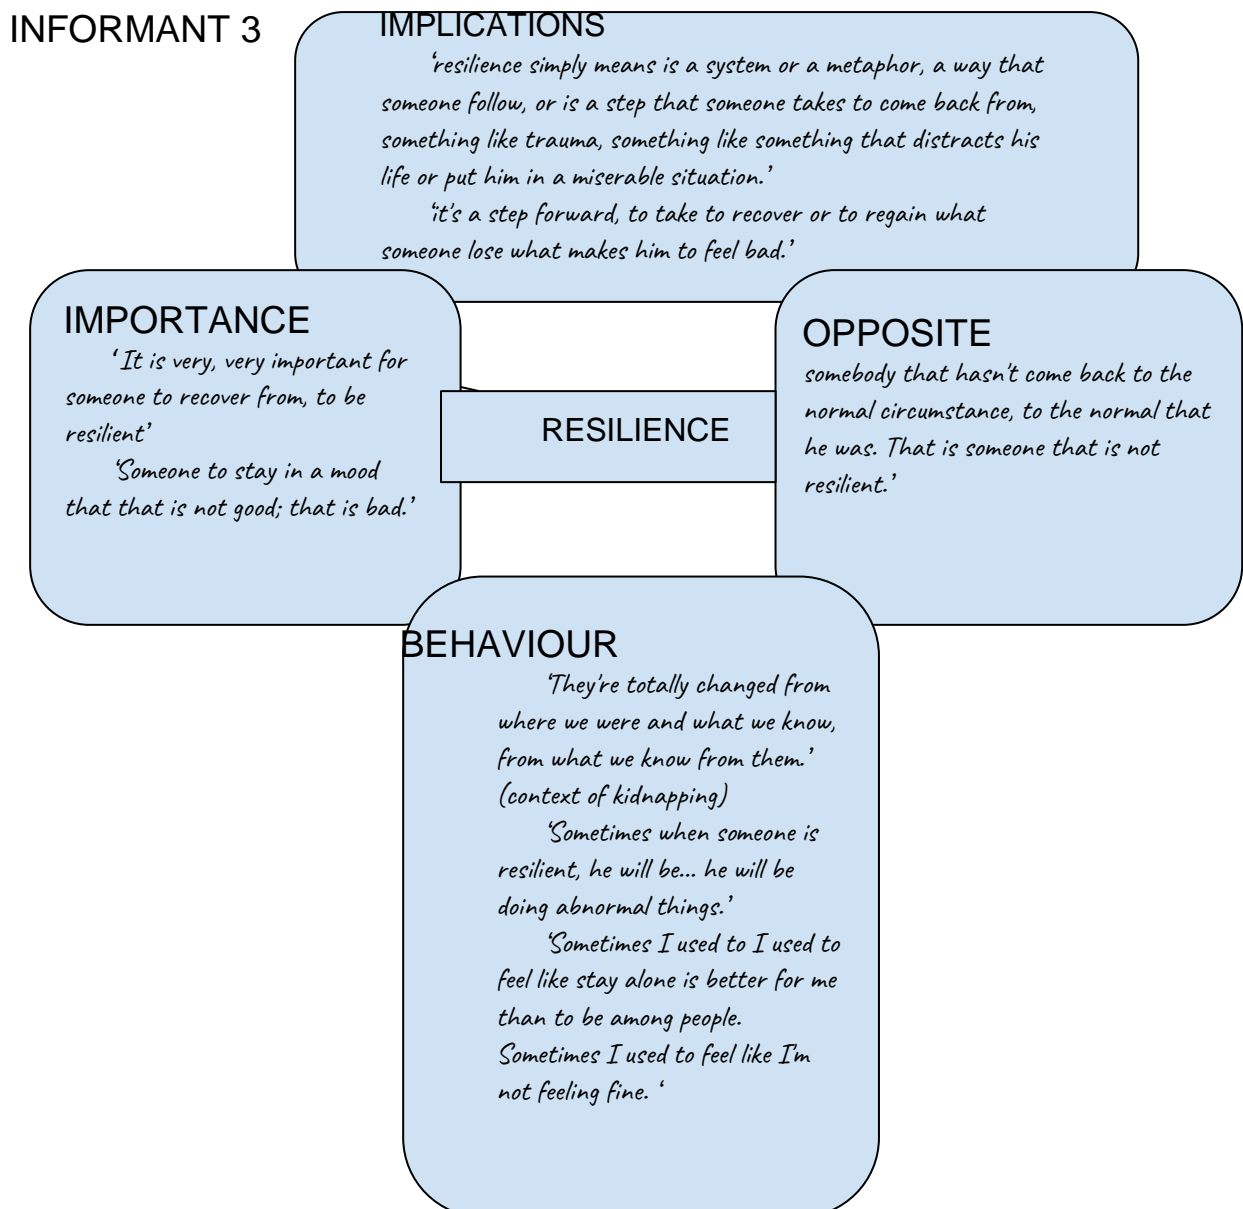 INFORMANT 3
IMPLICATIONS
‘resilience simply means is a system or a metaphor, a way that
someone follow, or is a step that someone takes to come back from,
something like trauma, something like something that distracts his
life or put him in a miserable situation.’
‘it's a step forward, to take to recover or to regain what
someone lose what makes him to feel bad.’
IMPORTANCE
‘ It is very, very important for
someone to recover from, to be
resilient’
‘Someone to stay in a mood
that that is not good; that is bad.’
OPPOSITE
somebody that hasn't come back to the
normal circumstance, to the normal that
he was. That is someone that is not
resilient.’
RESILIENCE
BEHAVIOUR
‘They're totally changed from
where we were and what we know,
from what we know from them.’
(context of kidnapping)
‘Sometimes when someone is
resilient, he will be... he will be
doing abnormal things.’
‘Sometimes I used to I used to
feel like stay alone is better for me
than to be among people.
Sometimes I used to feel like I'm
not feeling fine. ‘